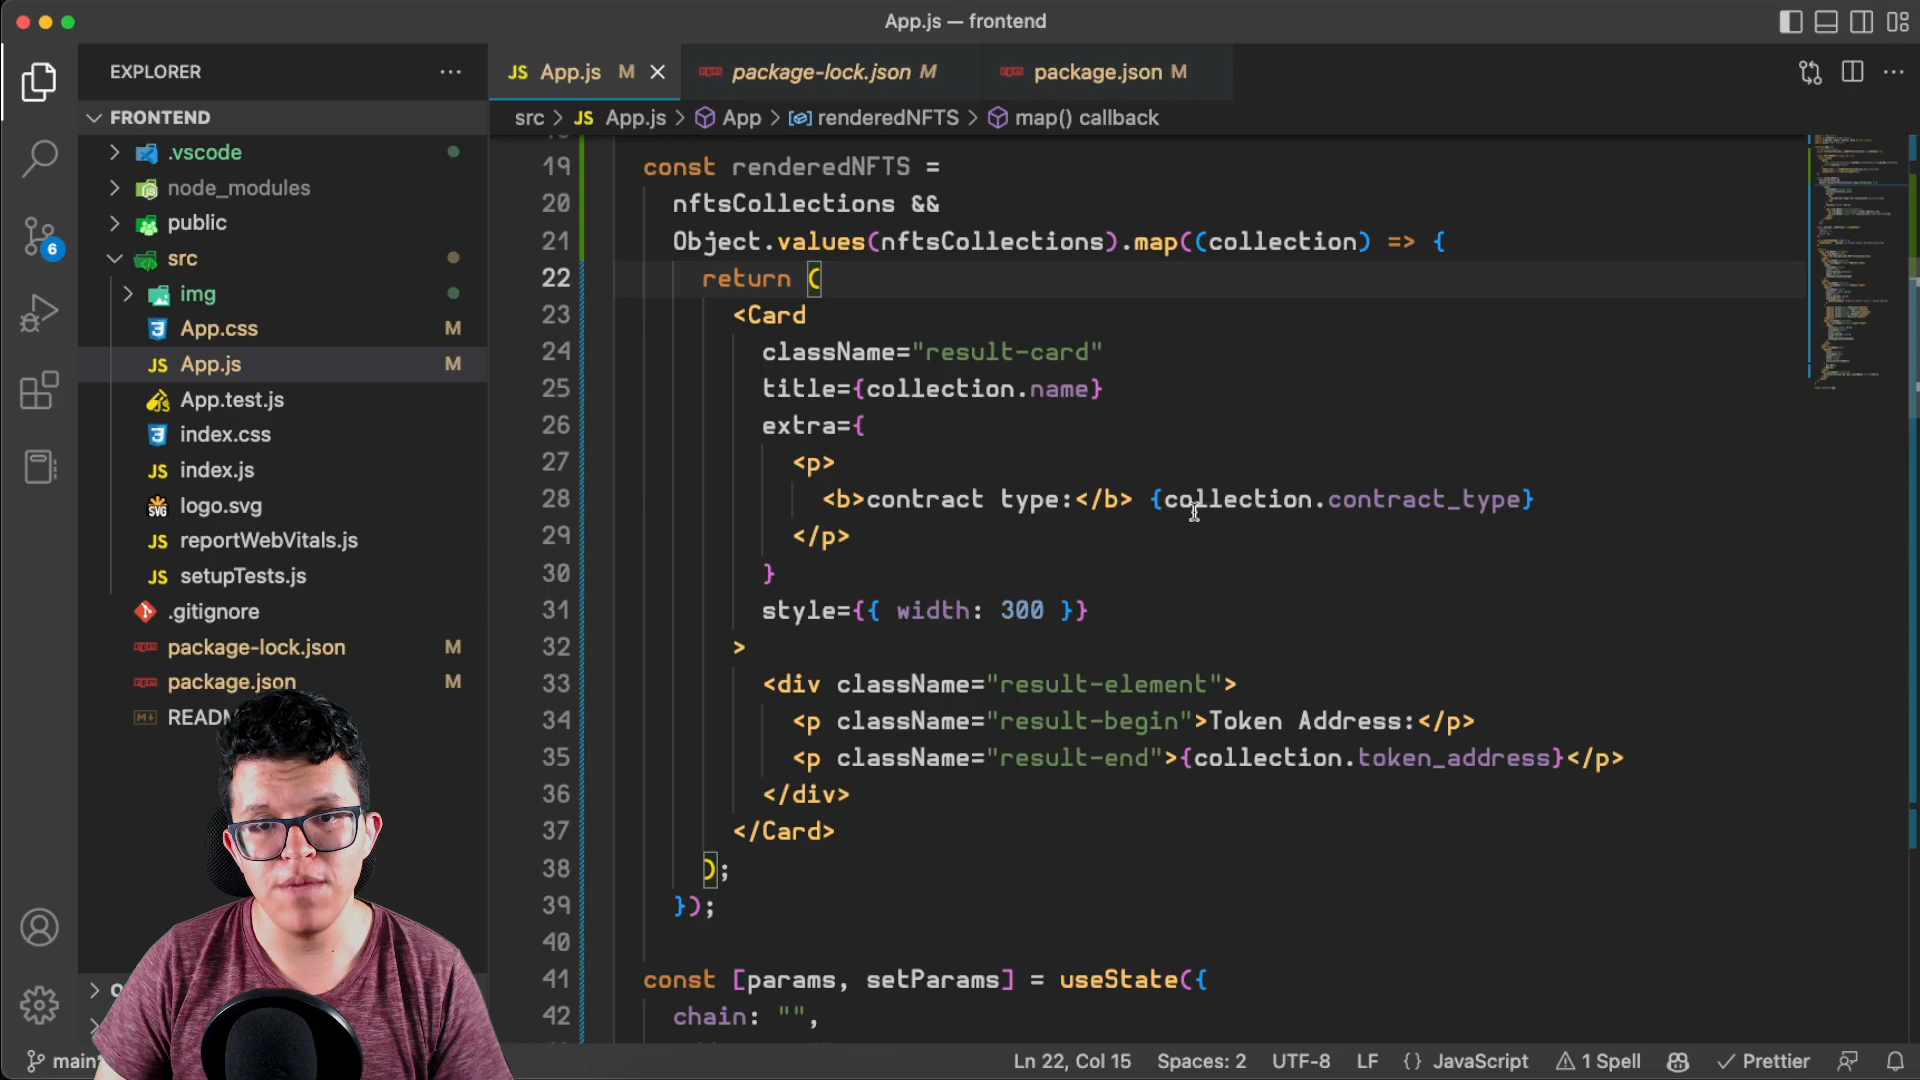 App.js — frontend
EXPLORER
FRONTEND
.vscode
node_modules
public
src
img
App.css M
App.js M
App.test.js
index.css
index.js
logo.svg
reportWebVitals.js
setupTests.js
.gitignore
package-lock.json M
package.json M
6
main*
JS App.js M
package-lock.json M
package.json M
src > JS App.js > App > renderedNFTS > map() callback
19 const renderedNFTS =
20 nftsCollections &&
21 Object.values(nftsCollections).map((collection) => {
22 return (
23 <Card
24 className="result-card"
25 title={collection.name}
26 extra={
27 <p>
28 <b>contract type:</b> {collection.contract_type}
29 </p>
30 }
31 style={{ width: 300 }}
32 >
33 <div className="result-element">
34 <p className="result-begin">Token Address:</p>
35 <p className="result-end">{collection.token_address}</p>
36 </div>
37 </Card>
38 );
39 });
40
41 const [params, setParams] = useState({
42 chain: "",
Ln 22, Col 15 Spaces: 2 UTF-8 LF {} JavaScript 1 Spell Prettier